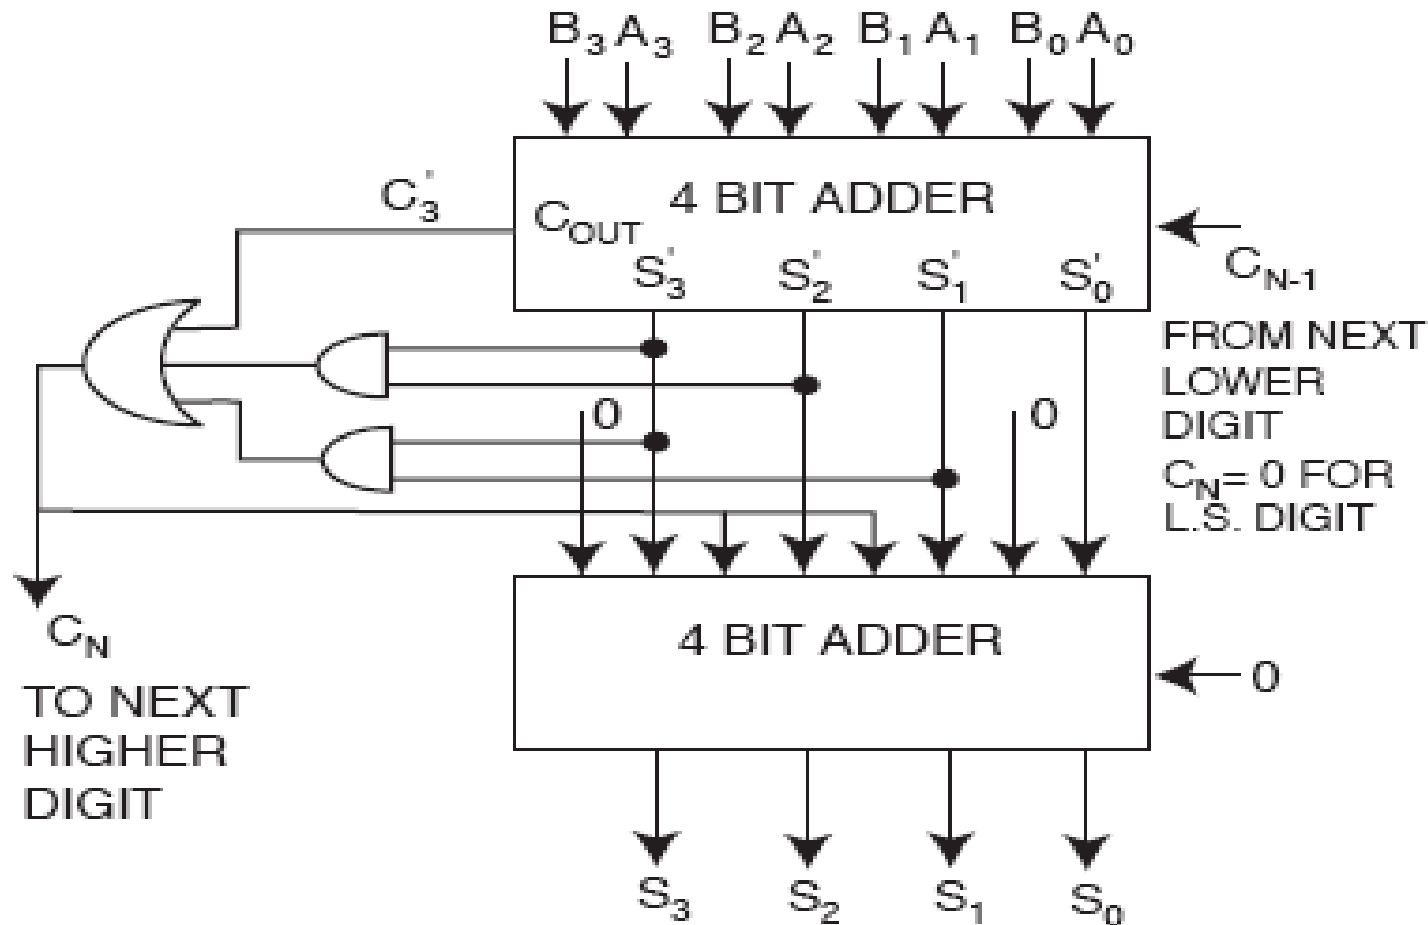 B3 A3 B2 A2 B1 A1 B0 A0
4 BIT ADDER
C'3
COUT
S'3 S'2 S'1 S'0
CN-1
FROM NEXT
LOWER
DIGIT
CN= 0 FOR
L.S. DIGIT
0
0
4 BIT ADDER
0
CN
TO NEXT
HIGHER
DIGIT
S3 S2 S1 S0